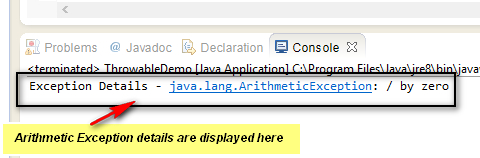 Problems @ Javadoc Declaration Console
<terminated> ThrowableDemo [Java Application] C:\Program Files\Java\jre8\bin\java
Exception Details - java.lang.ArithmeticException: / by zero
Arithmetic Exception details are displayed here